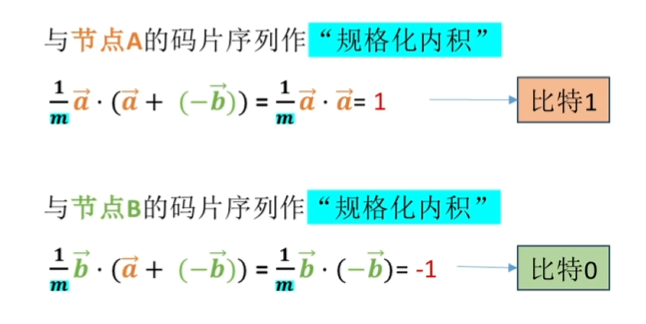 与节点A的码片序列作“规格化内积”
$\frac{1}{m}\vec{a} \cdot (\vec{a} + (-\vec{b})) = \frac{1}{m}\vec{a} \cdot \vec{a} = 1$ 比特1
与节点B的码片序列作“规格化内积”
$\frac{1}{m}\vec{b} \cdot (\vec{a} + (-\vec{b})) = \frac{1}{m}\vec{b} \cdot (-\vec{b}) = -1$ 比特0